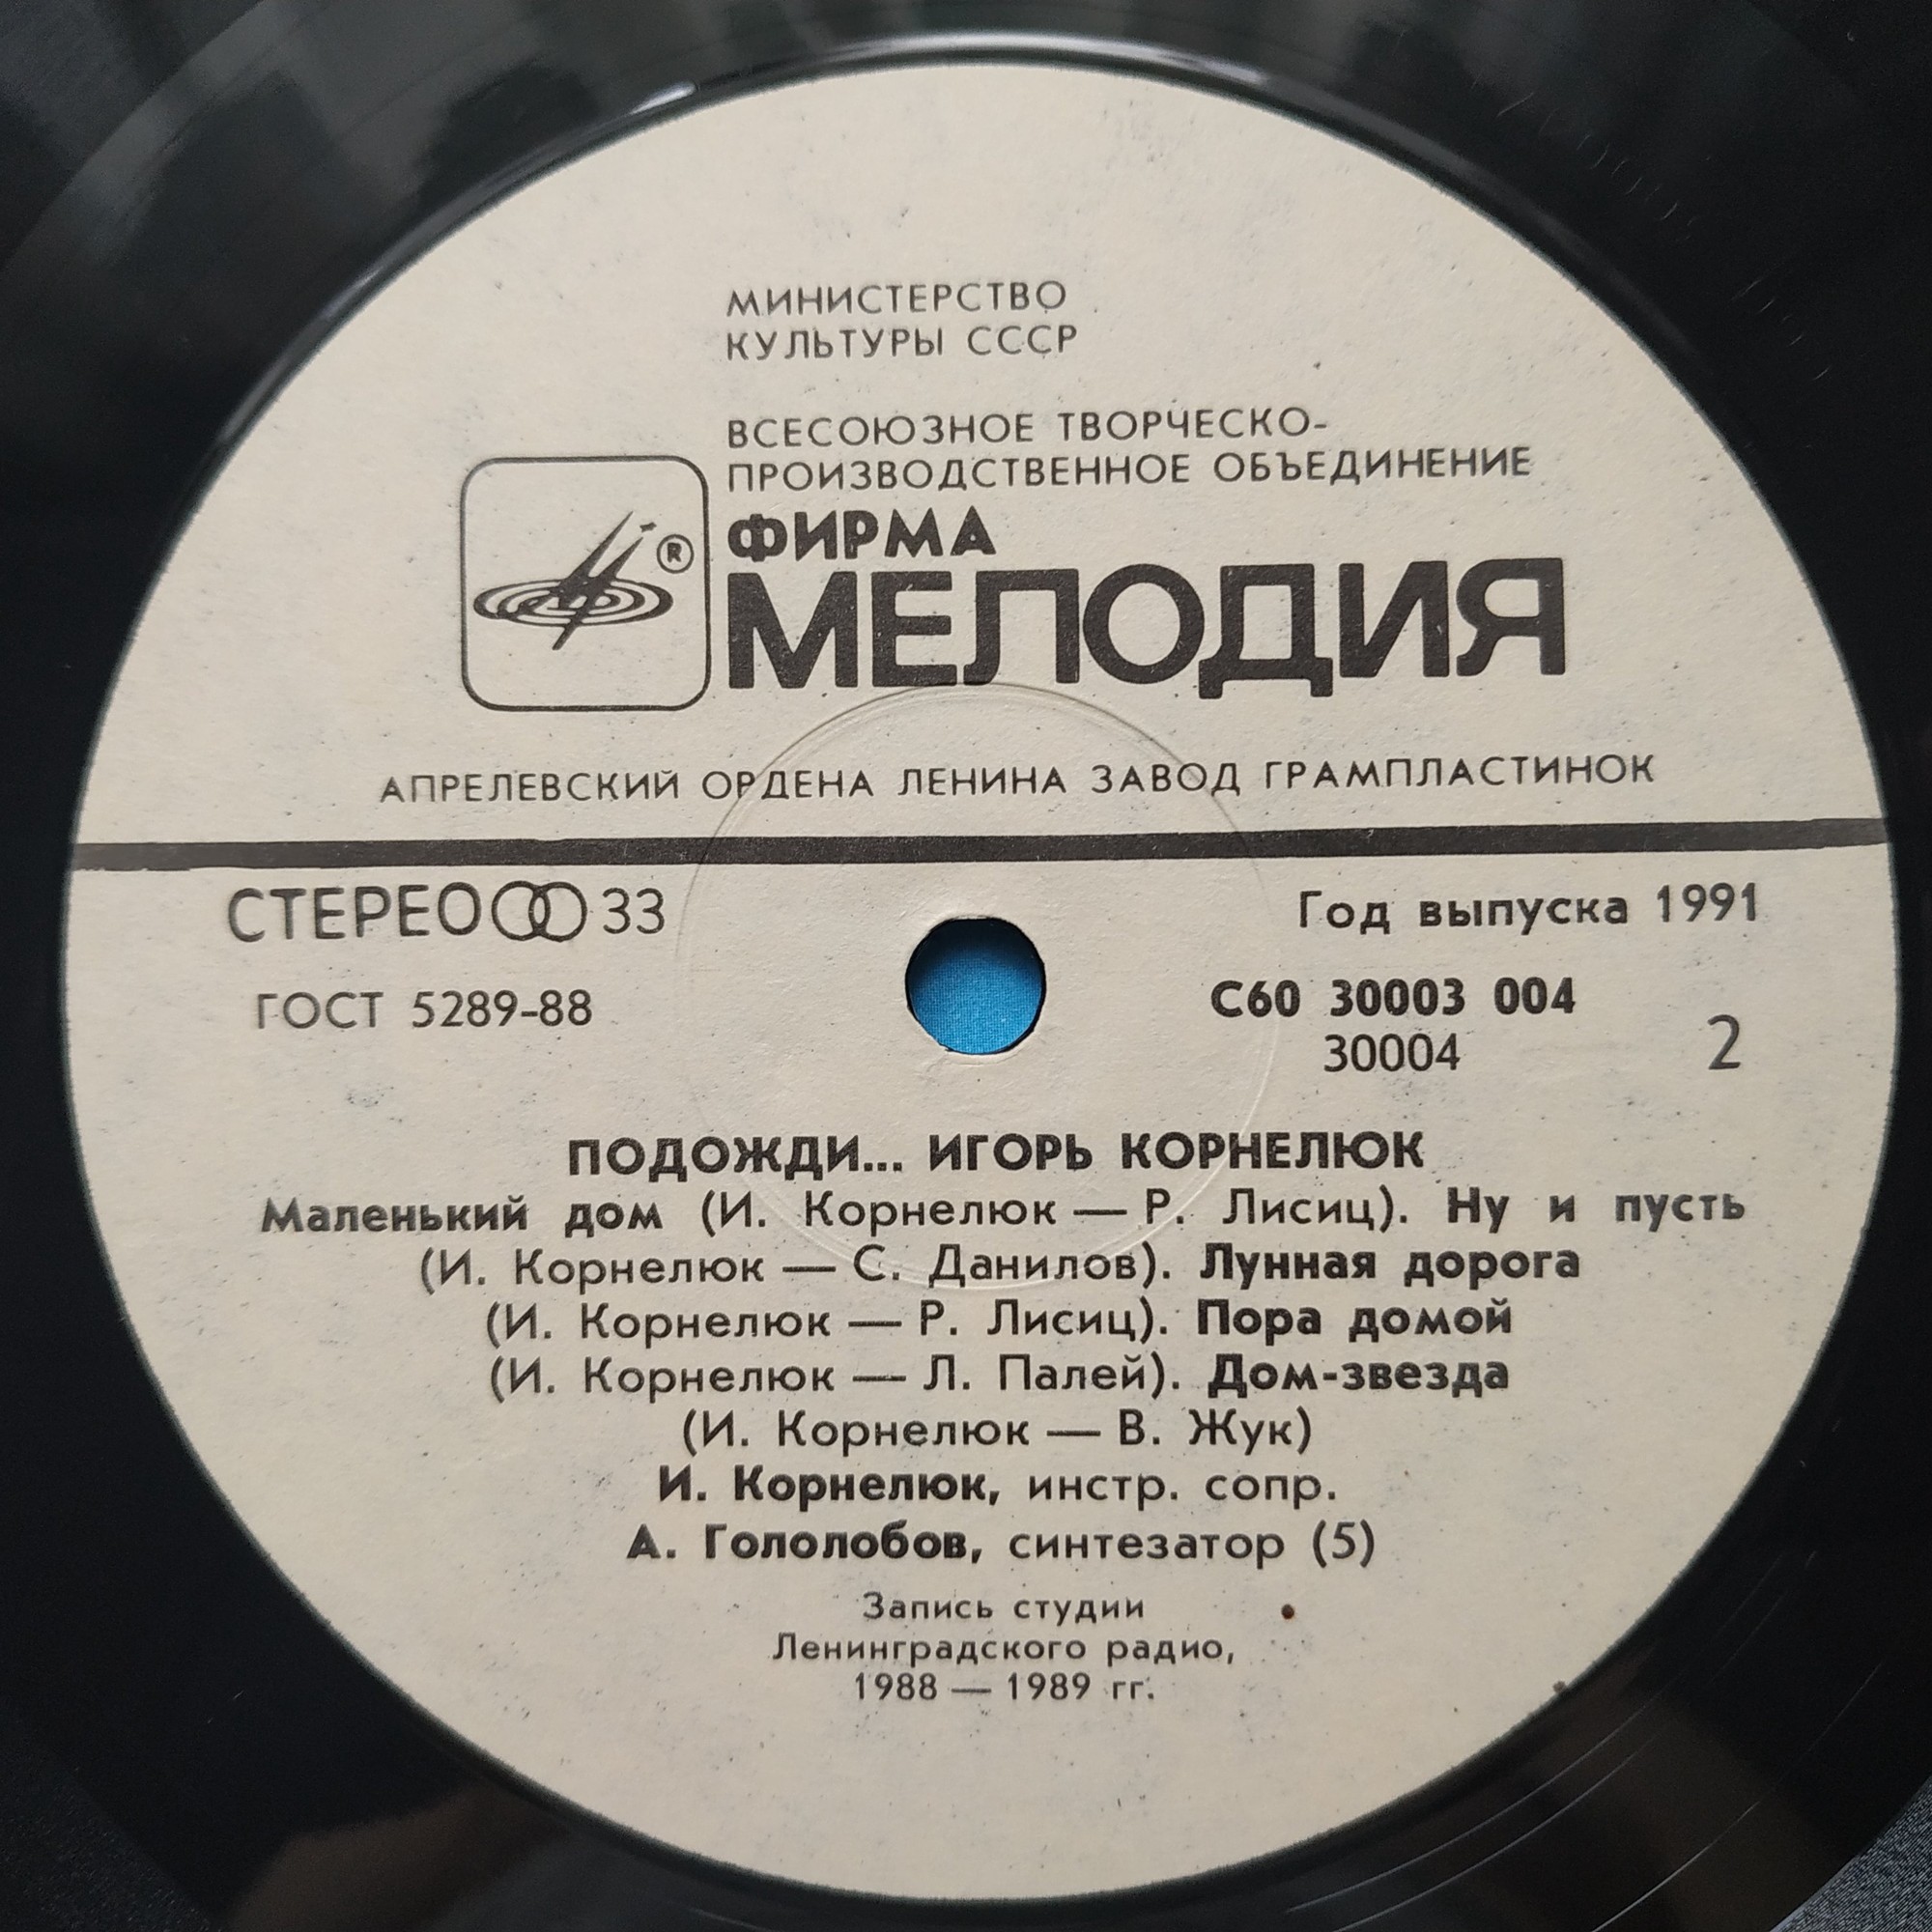 МИНИСТЕРСТВО
КУЛЬТУРЫ СССР
ВСЕСОЮЗНОЕ ТВОРЧЕСКО-
ПРОИЗВОДСТВЕННОЕ ОБЪЕДИНЕНИЕ
®
ФИРМА
МЕЛОДИЯ
АПРЕЛЕВСКИЙ ОРДЕНА ЛЕНИНА ЗАВОД ГРАМПЛАСТИНОК
СТЕРЕО 33
Год выпуска 1991
ГОСТ 5289-88
С60 30003 004
30004
2
ПОДОЖДИ... ИГОРЬ КОРНЕЛЮК
Маленький дом (И. Корнелюк — Р. Лисиц). Ну и пусть
(И. Корнелюк — С. Данилов). Лунная дорога
(И. Корнелюк — Р. Лисиц). Пора домой
(И. Корнелюк — Л. Палей). Дом-звезда
(И. Корнелюк — В. Жук)
И. Корнелюк, инстр. сопр.
А. Гололобов, синтезатор (5)
Запись студии
Ленинградского радио,
1988 — 1989 гг.